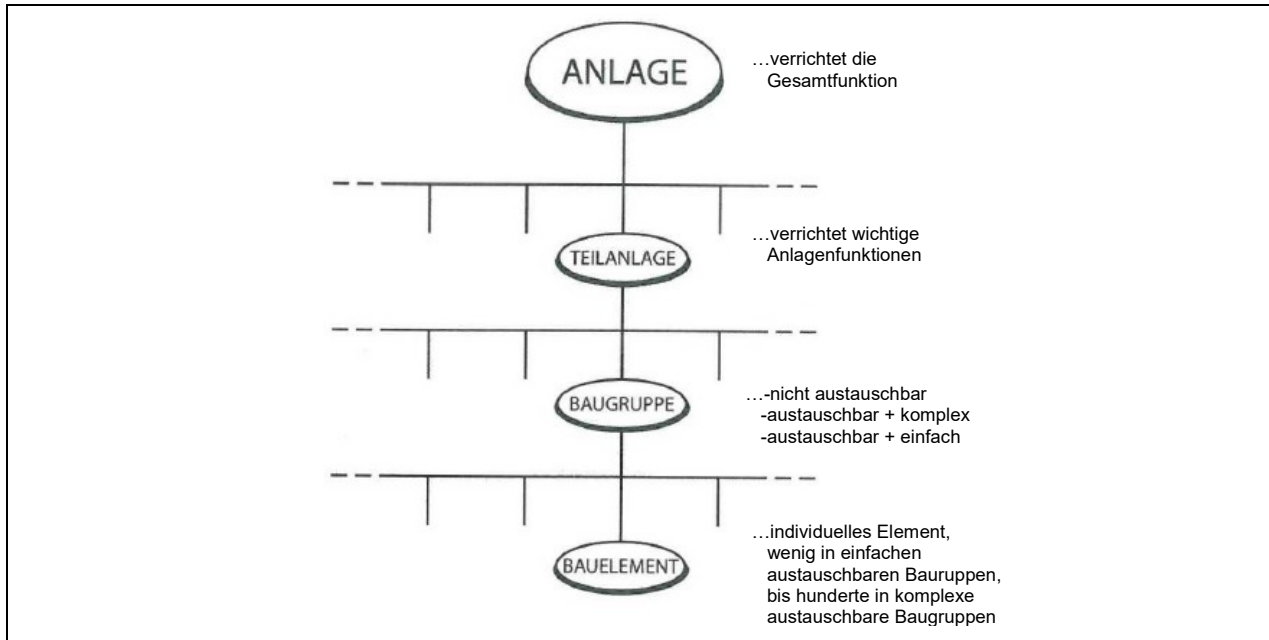 ANLAGE
…verrichtet die
Gesamtfunktion
TEILANLAGE
…verrichtet wichtige
Anlagenfunktionen
BAUGRUPPE
…-nicht austauschbar
-austauschbar + komplex
-austauschbar + einfach
BAUELEMENT
…individuelles Element,
wenig in einfachen
austauschbaren Bauruppen,
bis hunderte in komplexe
austauschbare Baugruppen